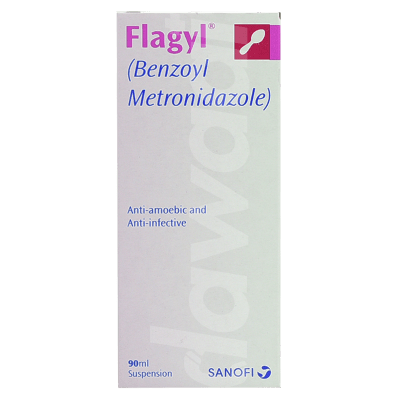 Flagyl®
(Benzoyl
Metronidazole)
Anti-amoebic and
Anti-infective
90ml
Suspension
SANOFI